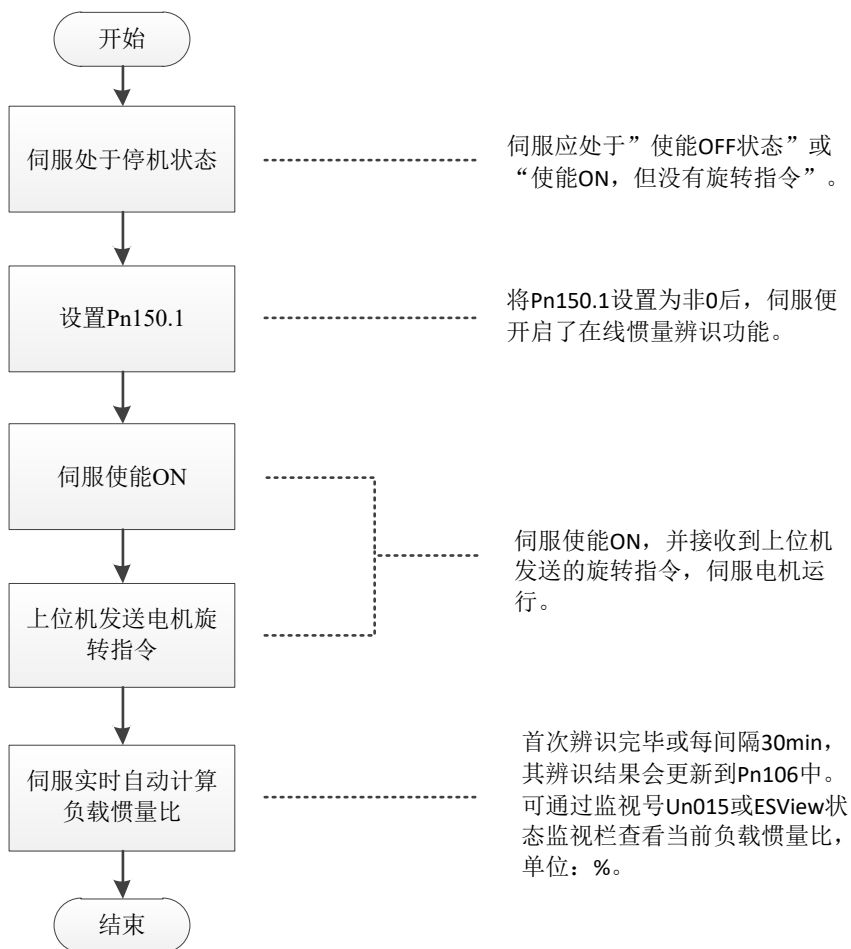 开始
伺服处于停机状态
伺服应处于”使能OFF状态”或
“使能ON，但没有旋转指令”。
设置Pn150.1
将Pn150.1设置为非0后，伺服便
开启了在线惯量辨识功能。
伺服使能ON
伺服使能ON，并接收到上位机
发送的旋转指令，伺服电机运
行。
上位机发送电机旋
转指令
伺服实时自动计算
负载惯量比
首次辨识完毕或每间隔30min，
其辨识结果会更新到Pn106中。
可通过监视号Un015或ESView状
态监视栏查看当前负载惯量比，
单位：%。
结束